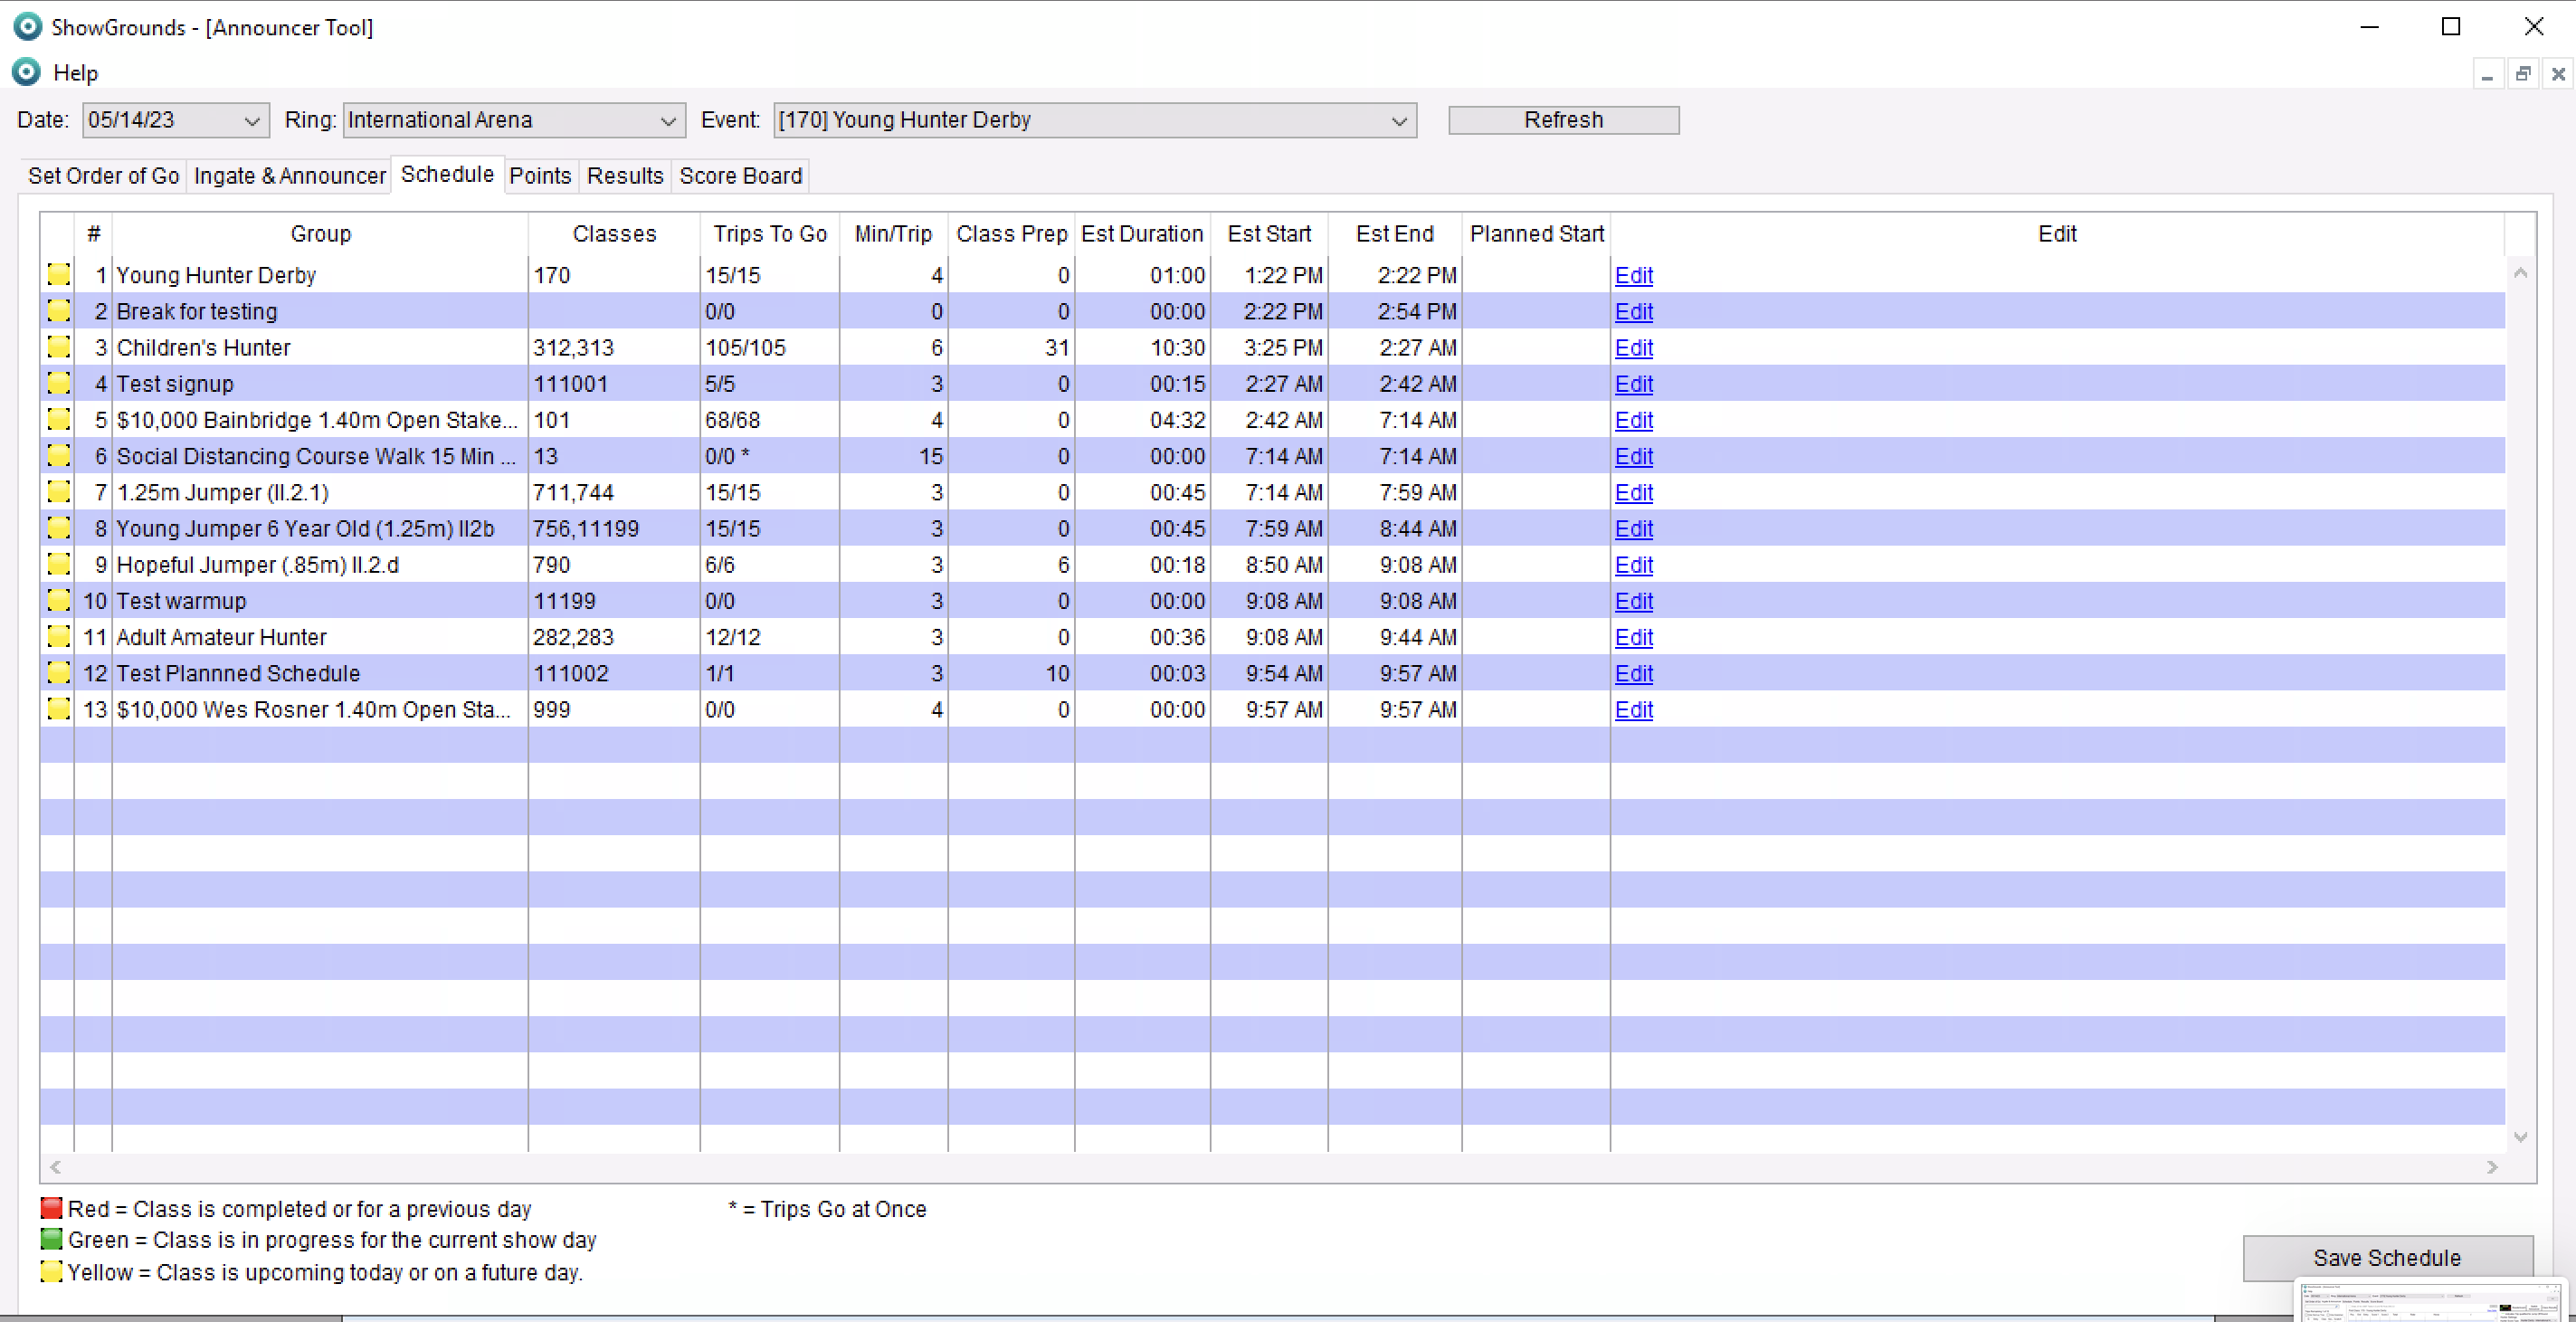 ShowGrounds - [Announcer Tool]
Help
Date: 05/14/23 Ring: International Arena Event: [170] Young Hunter Derby Refresh
Set Order of Go Ingate & Announcer Schedule Points Results Score Board
# Group Classes Trips To Go Min/Trip Class Prep Est Duration Est Start Est End Planned Start Edit
1 Young Hunter Derby 170 15/15 4 0 01:00 1:22 PM 2:22 PM Edit
2 Break for testing 0/0 0 0 00:00 2:22 PM 2:54 PM Edit
3 Children's Hunter 312,313 105/105 6 31 10:30 3:25 PM 2:27 AM Edit
4 Test signup 111001 5/5 3 0 00:15 2:27 AM 2:42 AM Edit
5 $10,000 Bainbridge 1.40m Open Stake... 101 68/68 4 0 04:32 2:42 AM 7:14 AM Edit
6 Social Distancing Course Walk 15 Min ... 13 0/0 * 15 0 00:00 7:14 AM 7:14 AM Edit
7 1.25m Jumper (II.2.1) 711,744 15/15 3 0 00:45 7:14 AM 7:59 AM Edit
8 Young Jumper 6 Year Old (1.25m) II2b 756,11199 15/15 3 0 00:45 7:59 AM 8:44 AM Edit
9 Hopeful Jumper (.85m) II.2.d 790 6/6 3 6 00:18 8:50 AM 9:08 AM Edit
10 Test warmup 11199 0/0 3 0 00:00 9:08 AM 9:08 AM Edit
11 Adult Amateur Hunter 282,283 12/12 3 0 00:36 9:08 AM 9:44 AM Edit
12 Test Plannned Schedule 111002 1/1 3 10 00:03 9:54 AM 9:57 AM Edit
13 $10,000 Wes Rosner 1.40m Open Sta... 999 0/0 4 0 00:00 9:57 AM 9:57 AM Edit
Red = Class is completed or for a previous day * = Trips Go at Once
Green = Class is in progress for the current show day
Yellow = Class is upcoming today or on a future day.
Save Schedule